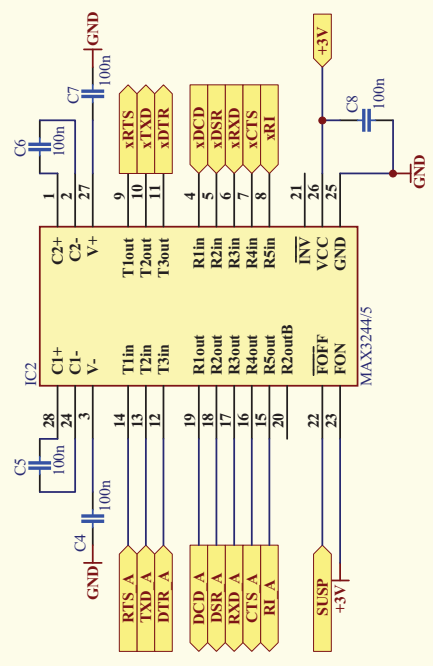 IC2
C5
100n
28
C1+
C2+
1
C6
100n
24
C1-
C2-
2
C4
100n
GND
3
V-
V+
27
C7
100n
GND
RTS_A
14
T1in
T1out
9
xRTS
TXD_A
13
T2in
T2out
10
xTXD
DTR_A
12
T3in
T3out
11
xDTR
DCD_A
19
R1out
R1in
4
xDCD
DSR_A
18
R2out
R2in
5
xDSR
RXD_A
17
R3out
R3in
6
xRXD
CTS_A
16
R4out
R4in
7
xCTS
RI_A
15
R5out
R5in
8
xRI
20
R2outB
INV
21
SUSP
22
FOFF
VCC
26
+3V
+3V
23
FON
GND
25
C8
100n
MAX3244/5
GND